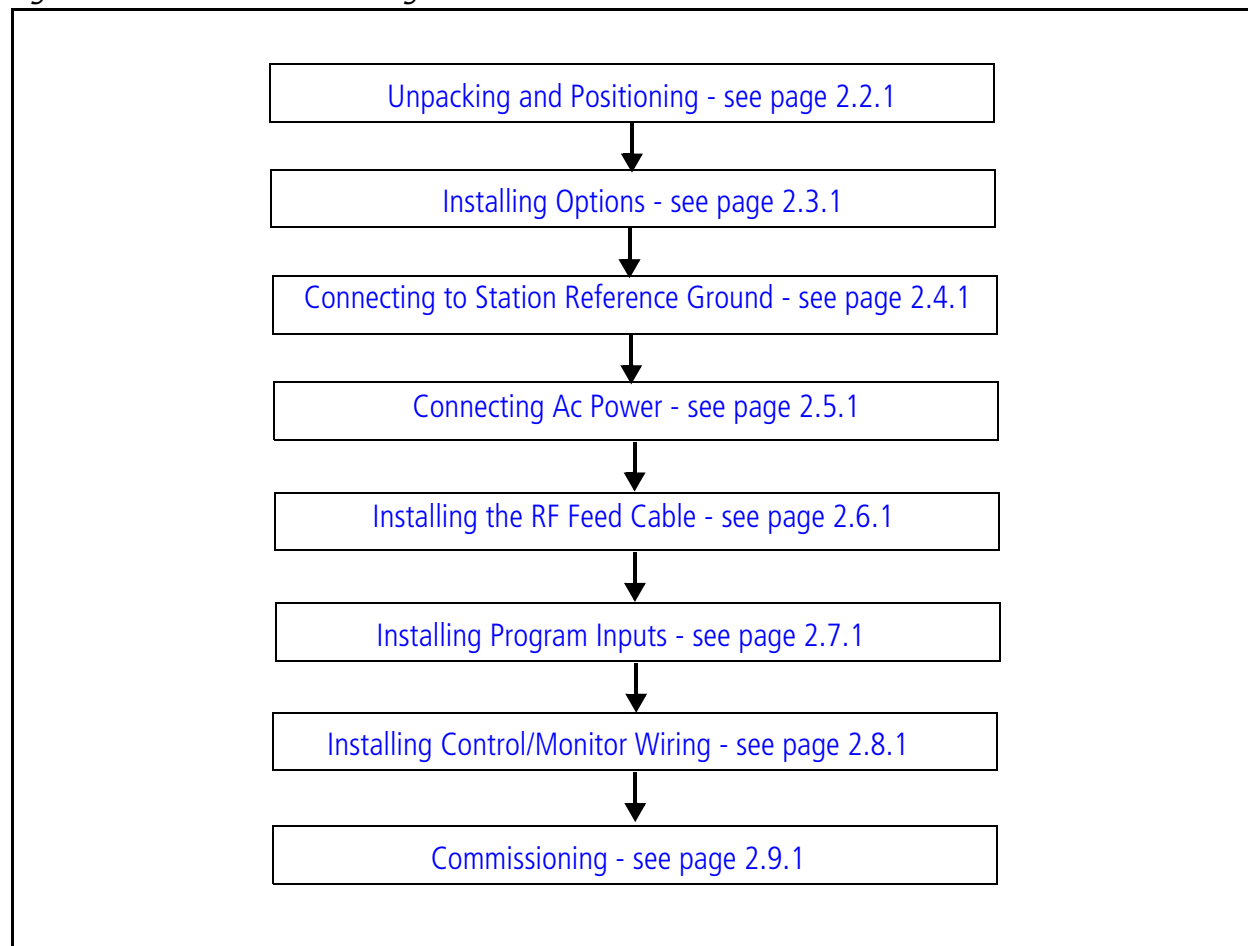 Unpacking and Positioning - see page 2.2.1
Installing Options - see page 2.3.1
Connecting to Station Reference Ground - see page 2.4.1
Connecting Ac Power - see page 2.5.1
Installing the RF Feed Cable - see page 2.6.1
Installing Program Inputs - see page 2.7.1
Installing Control/Monitor Wiring - see page 2.8.1
Commissioning - see page 2.9.1